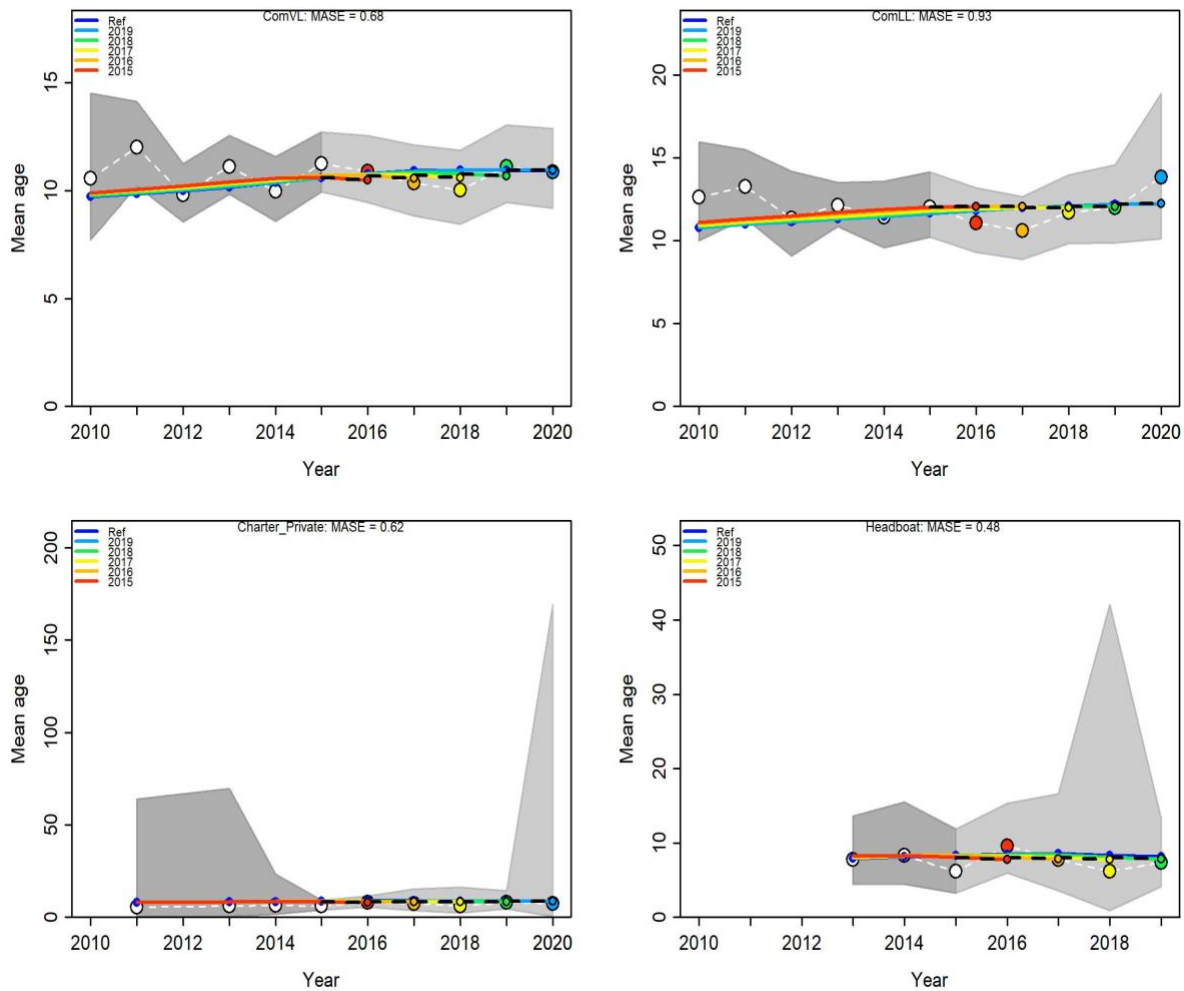 ComVL: MASE = 0.68
Ref
2019
2018
2017
2016
2015
Mean age
15
10
5
0
2010 2012 2014 2016 2018 2020
Year
ComLL: MASE = 0.93
Ref
2019
2018
2017
2016
2015
Mean age
20
15
10
5
0
2010 2012 2014 2016 2018 2020
Year
Charter_Private: MASE = 0.62
Ref
2019
2018
2017
2016
2015
Mean age
200
150
100
50
0
2010 2012 2014 2016 2018 2020
Year
Headboat: MASE = 0.48
Ref
2019
2018
2017
2016
2015
Mean age
50
40
30
20
10
0
2010 2012 2014 2016 2018
Year